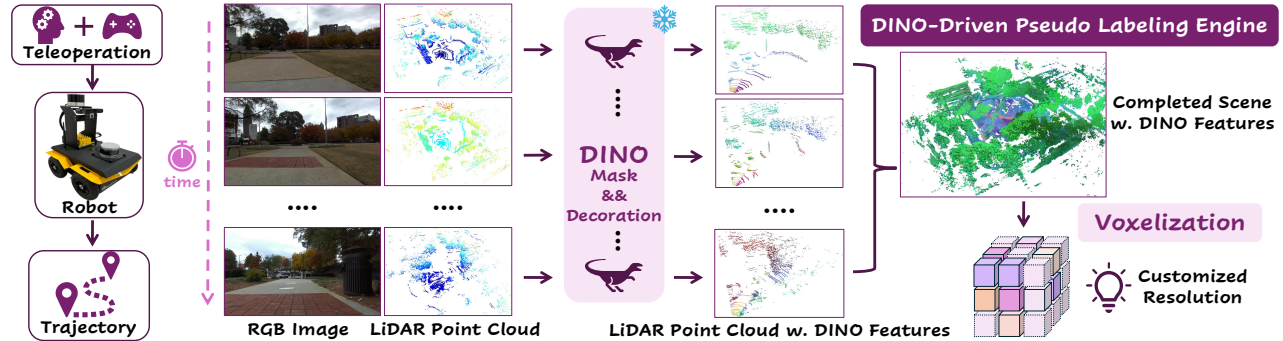 Teleoperation
Robot
Trajectory
time
....
....
RGB Image
LiDAR Point Cloud
DINO
Mask
&&
Decoration
....
LiDAR Point Cloud w. DINO Features
DINO-Driven Pseudo Labeling Engine
Completed Scene
w. DINO Features
Voxelization
Customized
Resolution